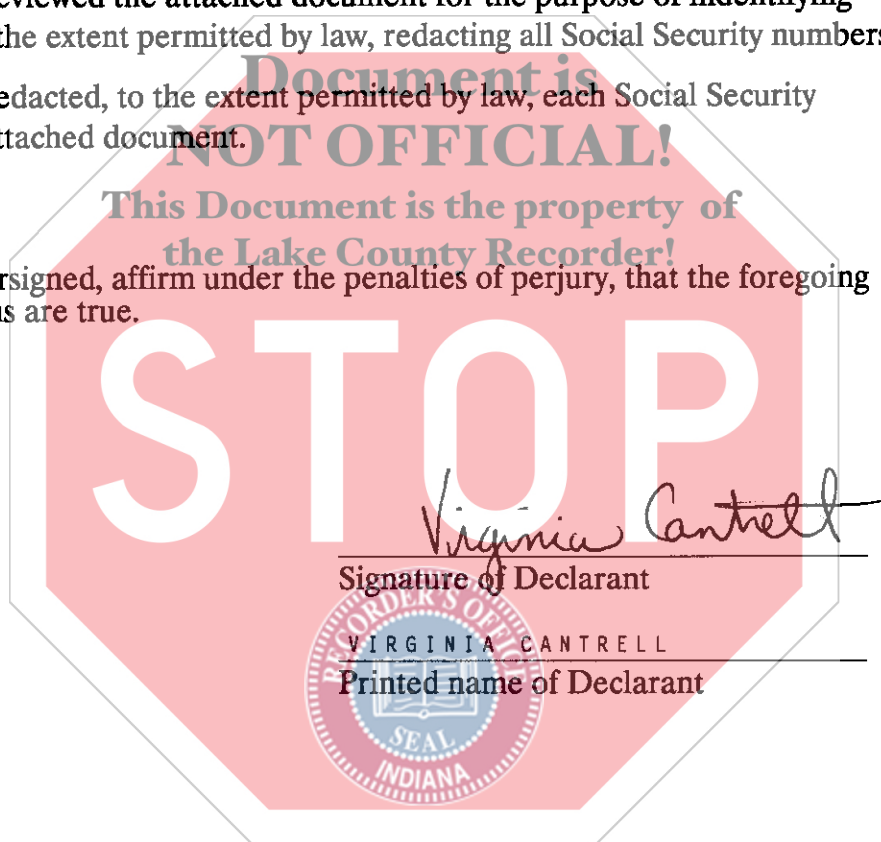 eviewed the attached document for the purpose of indentifying
the extent permitted by law, redacting all Social Security numbers
Document is
edacted, to the extent permitted by law, each Social Security
ttached document.
NOT OFFICIAL!
This Document is the property of
the Lake County Recorder!
rsigned, affirm under the penalties of perjury, that the foregoing
s are true.
STOP
Virginia Cantrell
Signature of Declarant
RECORDER'S OFFICE
VIRGINIA CANTRELL
Printed name of Declarant
SEAL
INDIANA